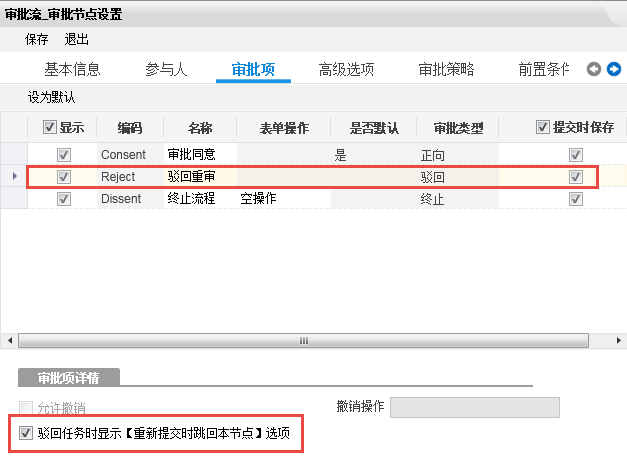 审批流_审批节点设置
保存 退出
基本信息 参与人 审批项 高级选项 审批策略 前置条件
设为默认
显示 编码 名称 表单操作 是否默认 审批类型 提交时保存
Consent 审批同意 是 正向
Reject 驳回重审 驳回
Dissent 终止流程 空操作 终止
审批项详情
允许撤销 撤销操作
驳回任务时显示【重新提交时跳回本节点】选项